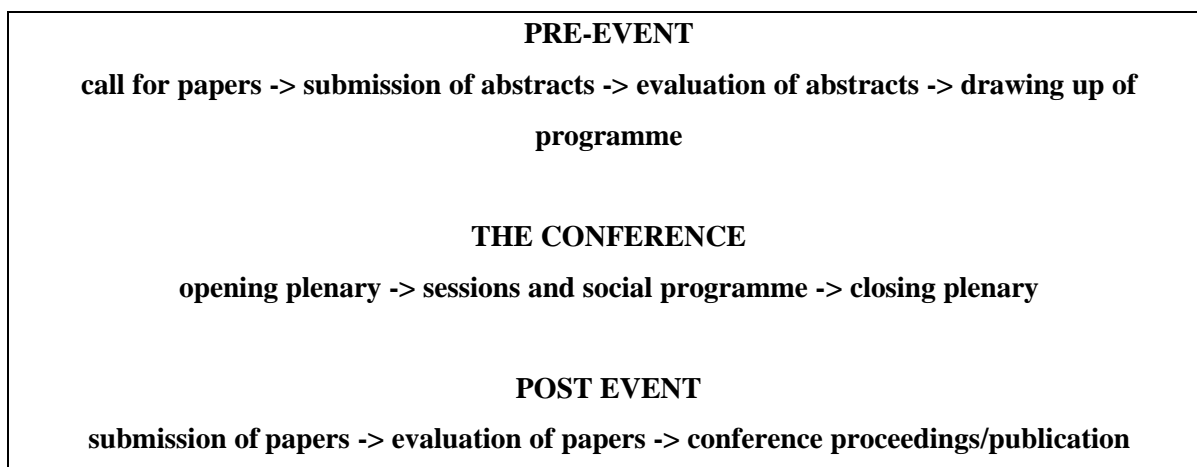 PRE-EVENT
call for papers -> submission of abstracts -> evaluation of abstracts -> drawing up of
programme
THE CONFERENCE
opening plenary -> sessions and social programme -> closing plenary
POST EVENT
submission of papers -> evaluation of papers -> conference proceedings/publication